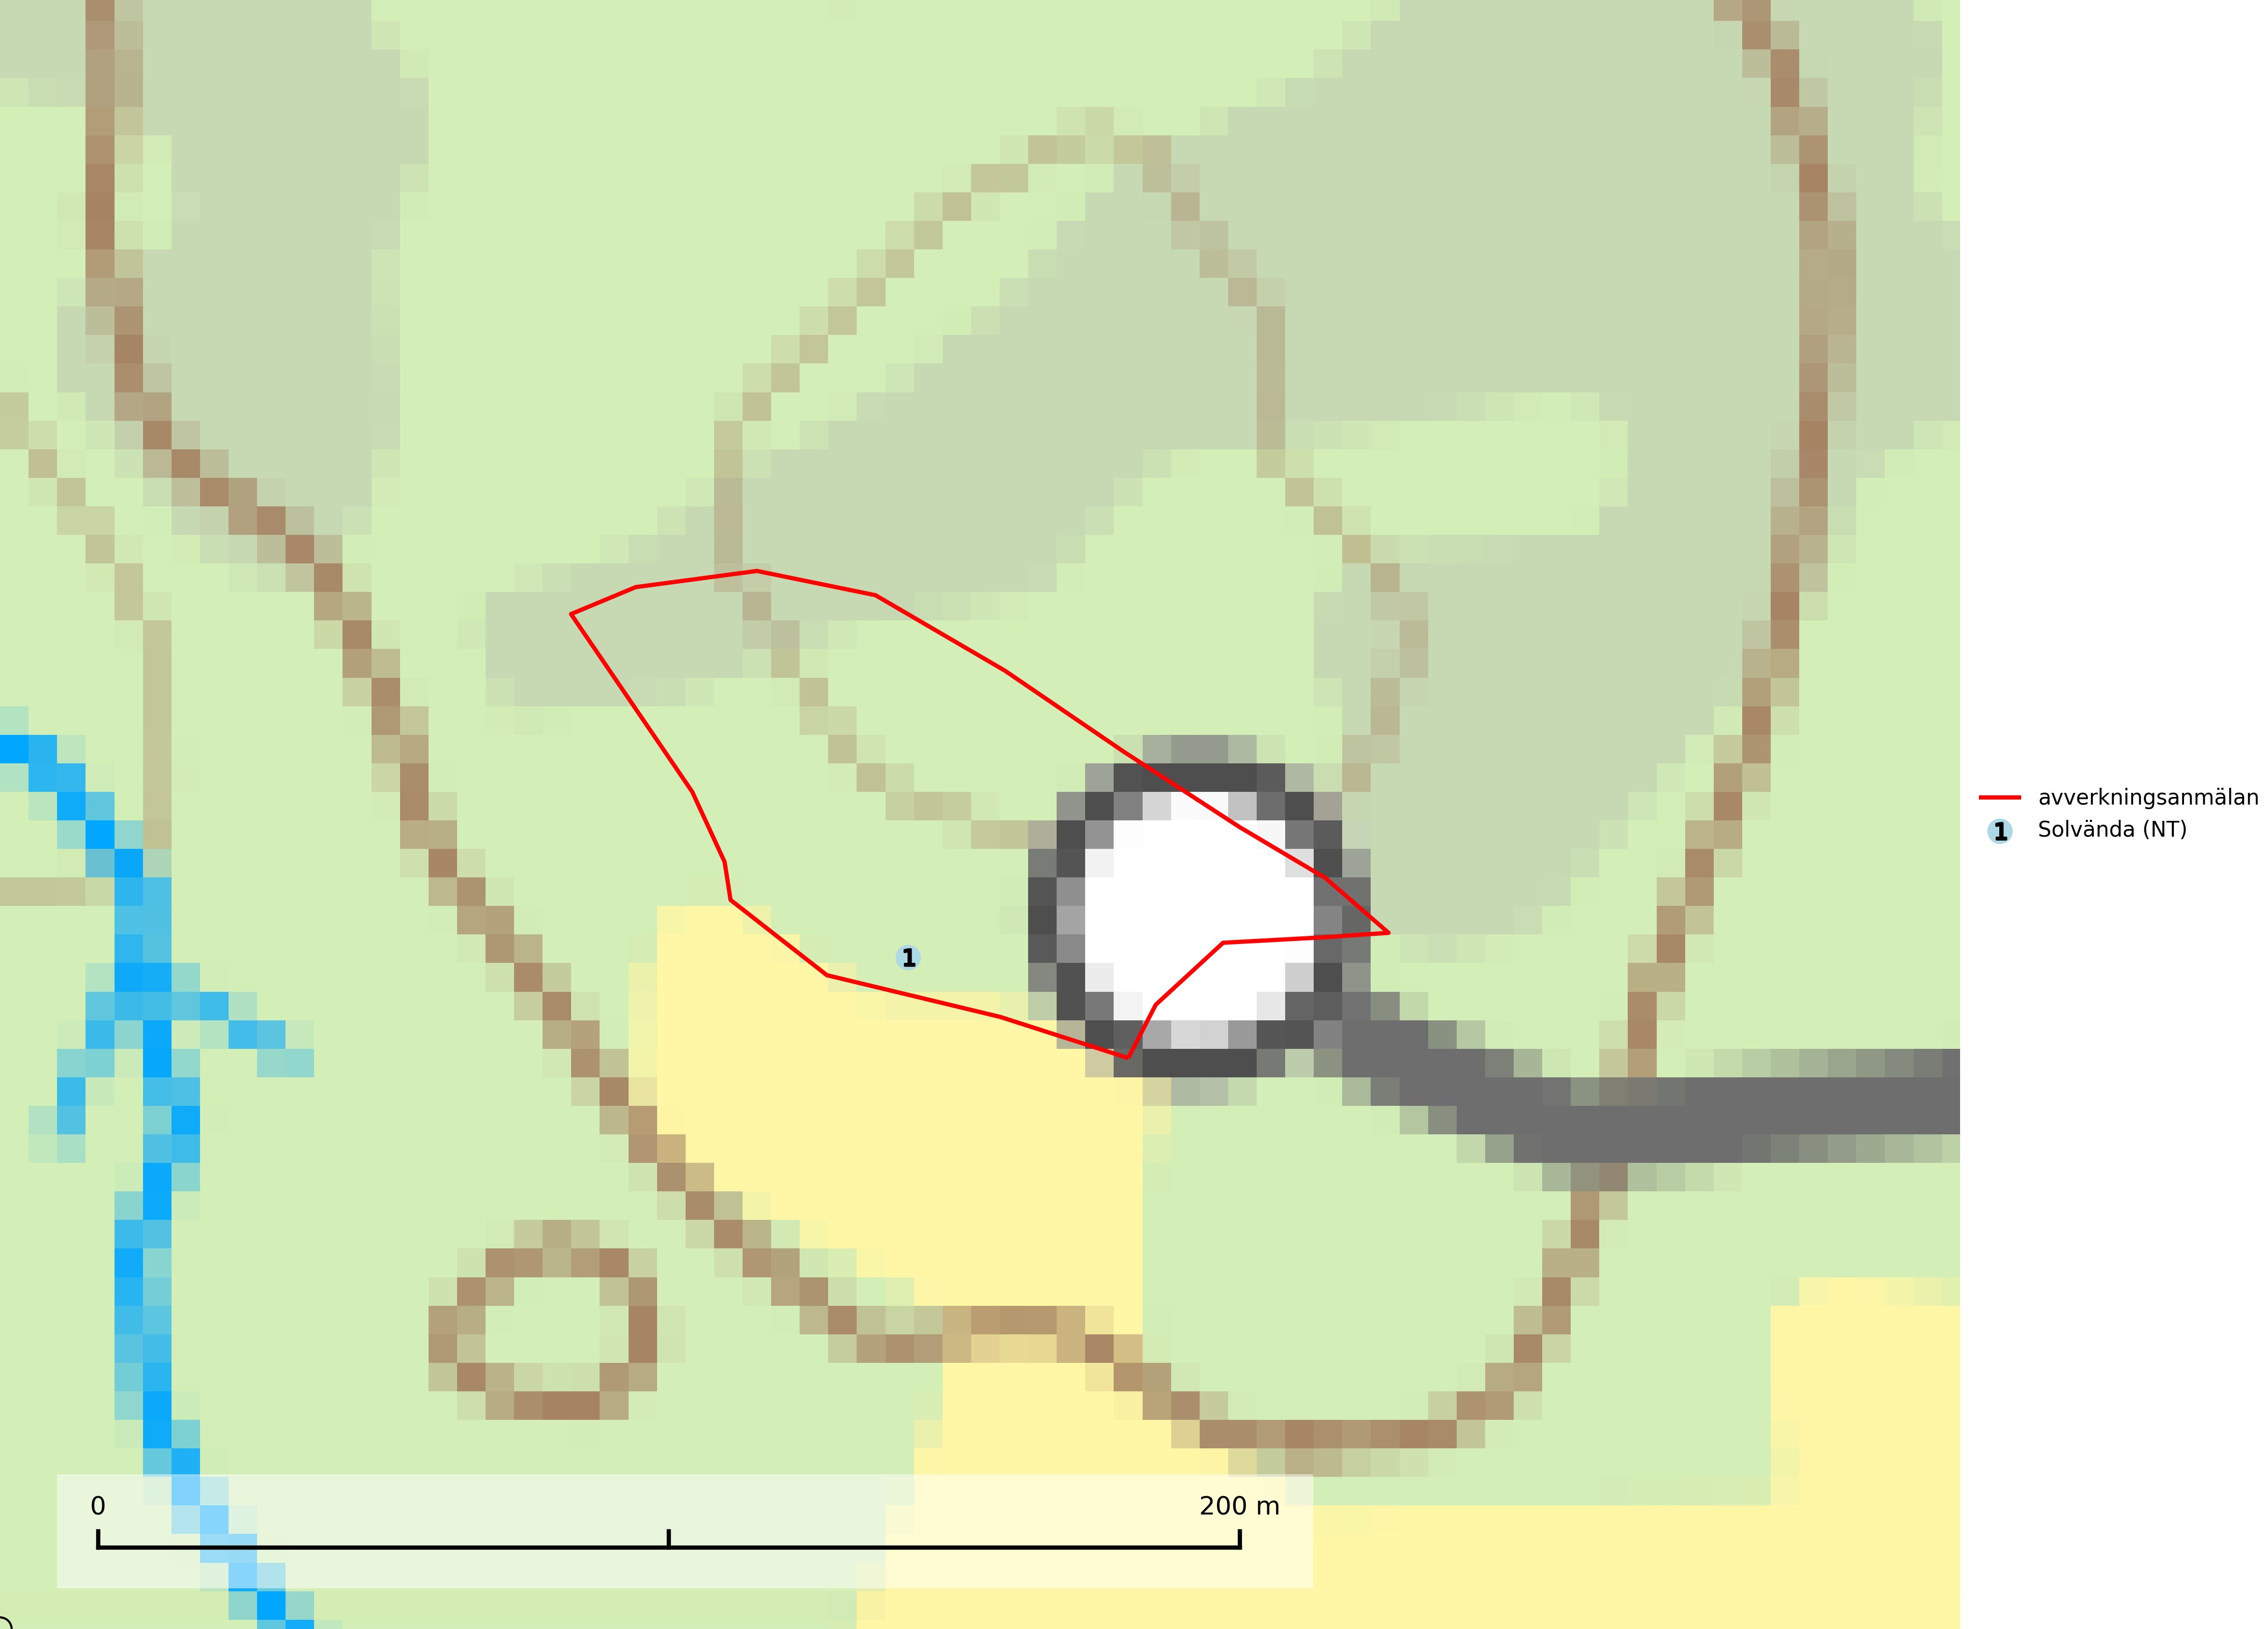 1
avverkningsanmälan
1 Solvända (NT)
0 200 m